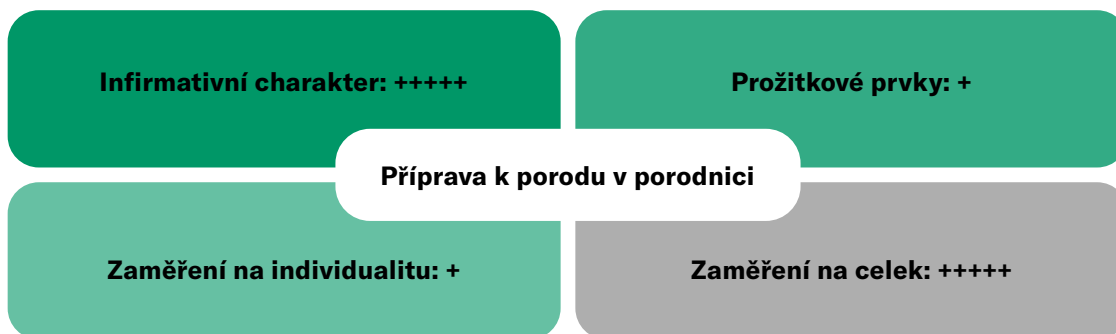 Infirmativní charakter: +++++
Prožitkové prvky: +
Příprava k porodu v porodnici
Zaměření na individualitu: +
Zaměření na celek: +++++